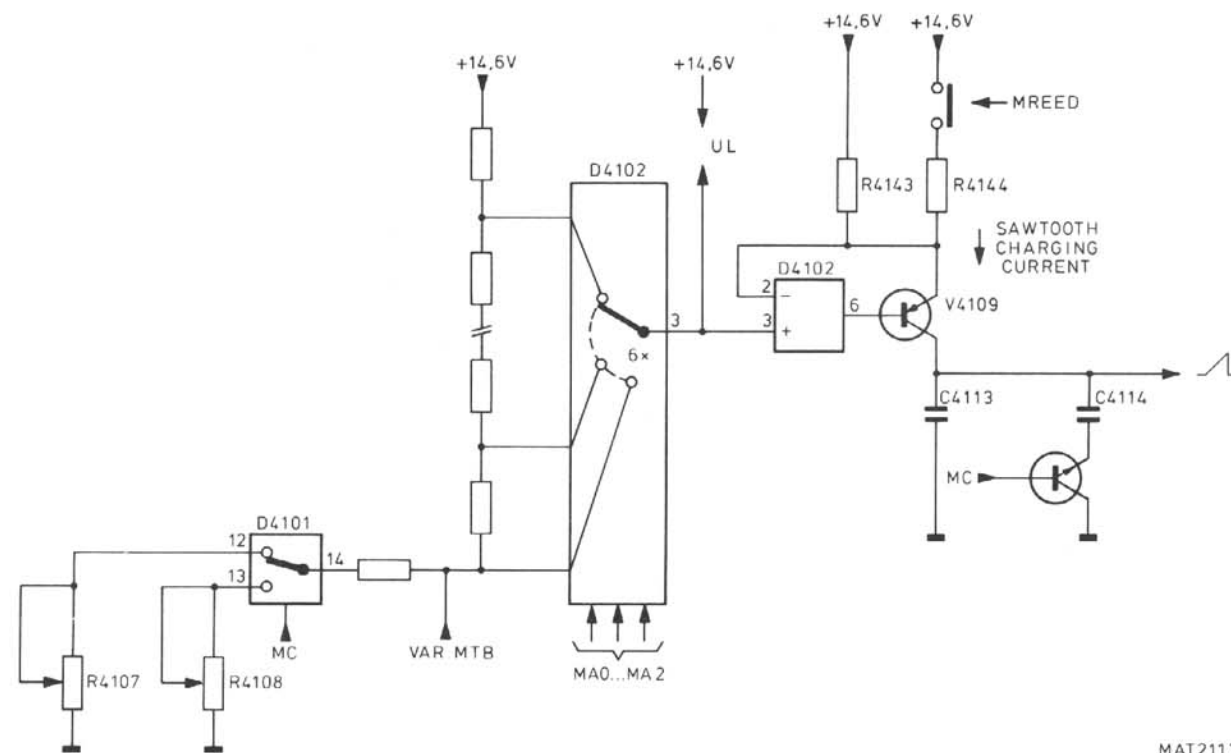 +14,6V
+14,6V
+14,6V
+14,6V
MREED
UL
D4102
R4143
R4144
SAWTOOTH
CHARGING
CURRENT
D4102
2
−
3
3
+
6
V4109
6×
C4113
C4114
MC
D4101
12
14
13
MC
VAR MTB
MA0...MA2
R4107
R4108